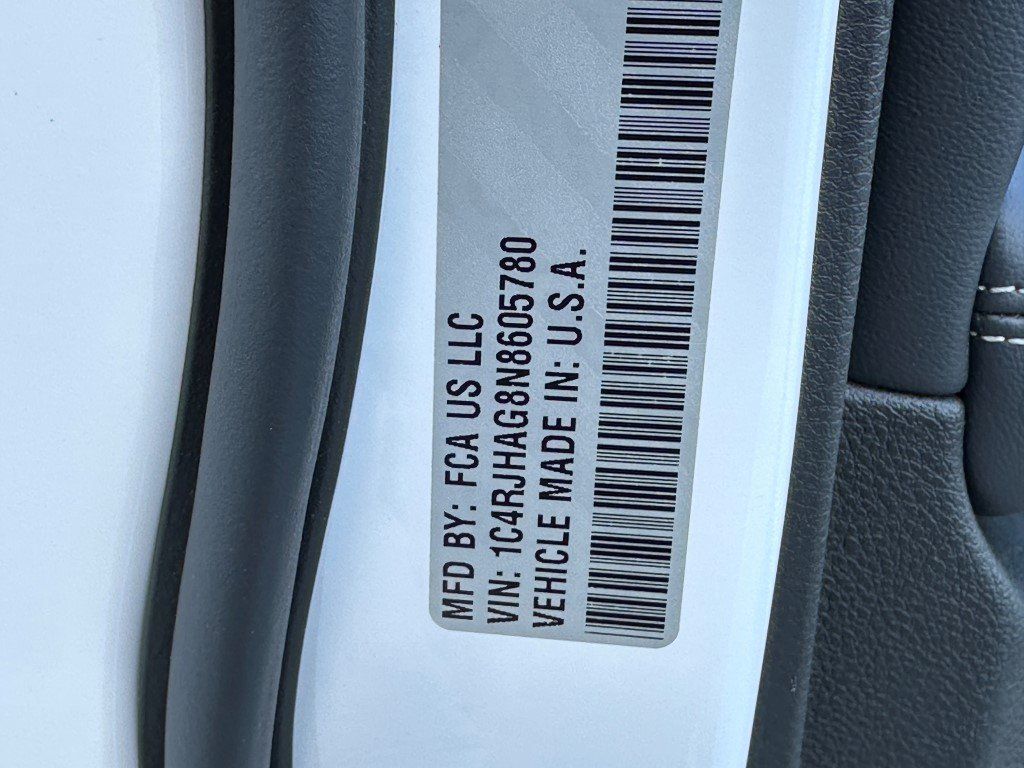 MFD BY: FCA US LLC
VIN: 1C4RJHAG8N8605780
VEHICLE MADE IN: U.S.A.